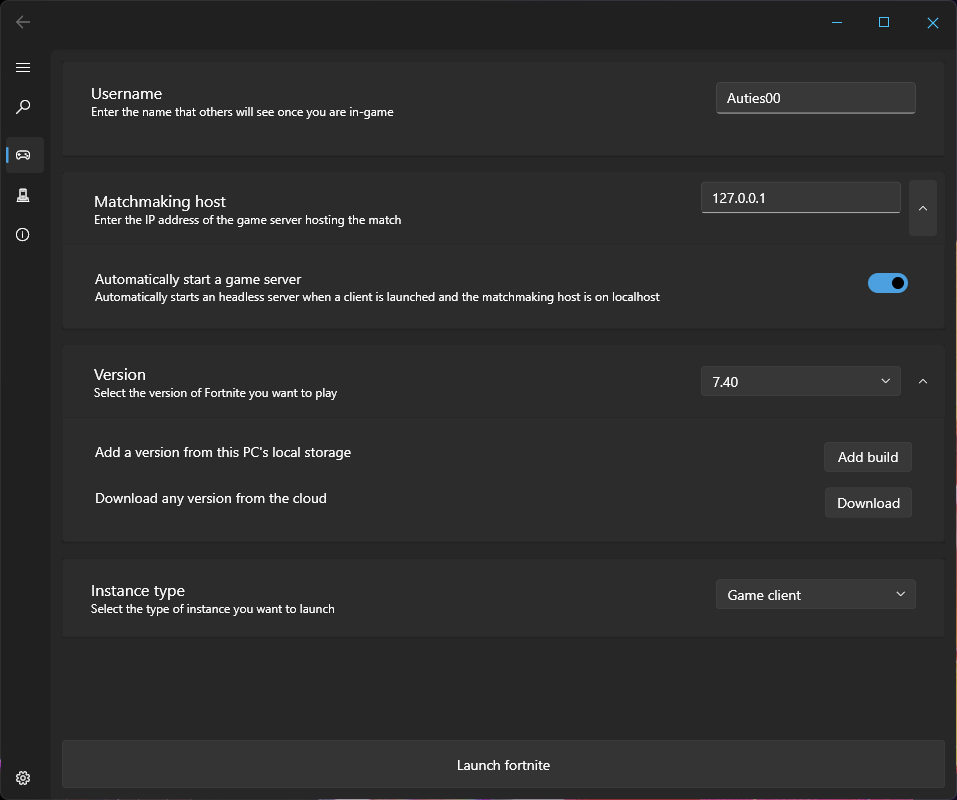 Username
Enter the name that others will see once you are in-game
Auties00
Matchmaking host
Enter the IP address of the game server hosting the match
127.0.0.1
Automatically start a game server
Automatically starts an headless server when a client is launched and the matchmaking host is on localhost
Version
Select the version of Fortnite you want to play
7.40
Add a version from this PC's local storage
Add build
Download any version from the cloud
Download
Instance type
Select the type of instance you want to launch
Game client
Launch fortnite